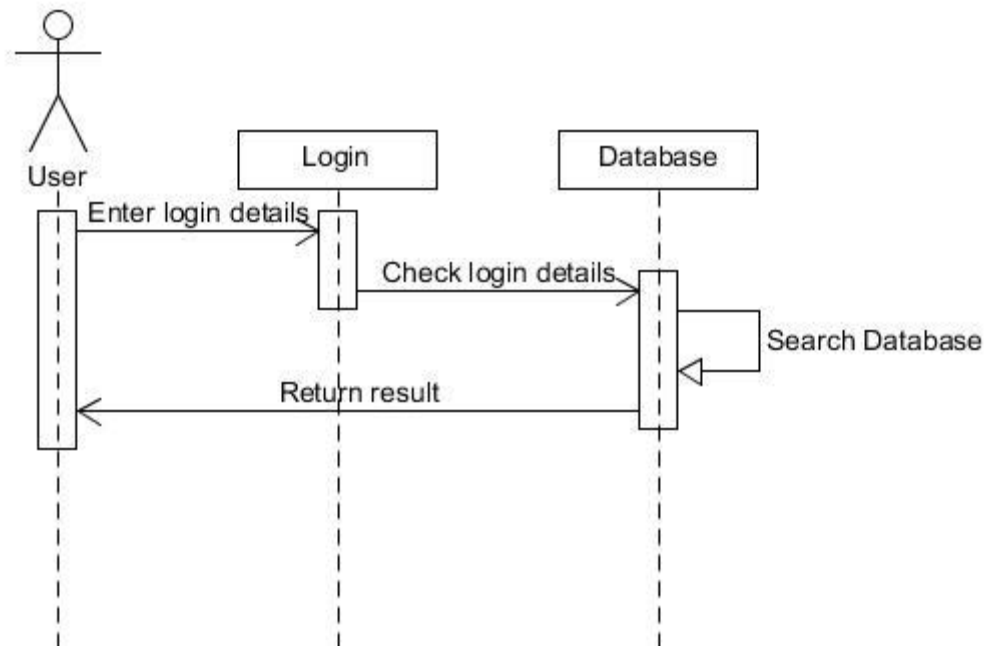 Login
Database
User
Enter login details
Check login details
Search Database
Return result